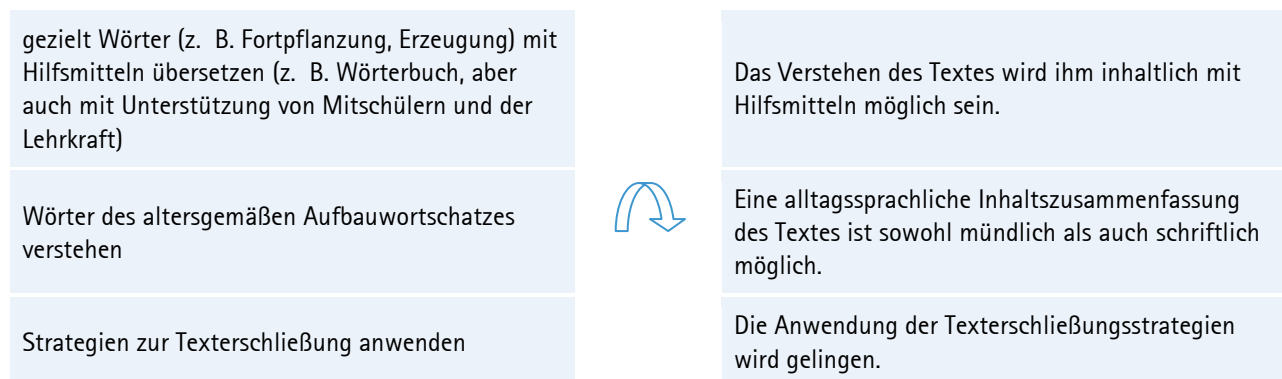 gezielt Wörter (z. B. Fortpflanzung, Erzeugung) mit
Hilfsmitteln übersetzen (z. B. Wörterbuch, aber
auch mit Unterstützung von Mitschülern und der
Lehrkraft)
Das Verstehen des Textes wird ihm inhaltlich mit
Hilfsmitteln möglich sein.
Wörter des altersgemäßen Aufbauwortschatzes
verstehen
Eine alltagssprachliche Inhaltszusammenfassung
des Textes ist sowohl mündlich als auch schriftlich
möglich.
Strategien zur Texterschließung anwenden
Die Anwendung der Texterschließungsstrategien
wird gelingen.